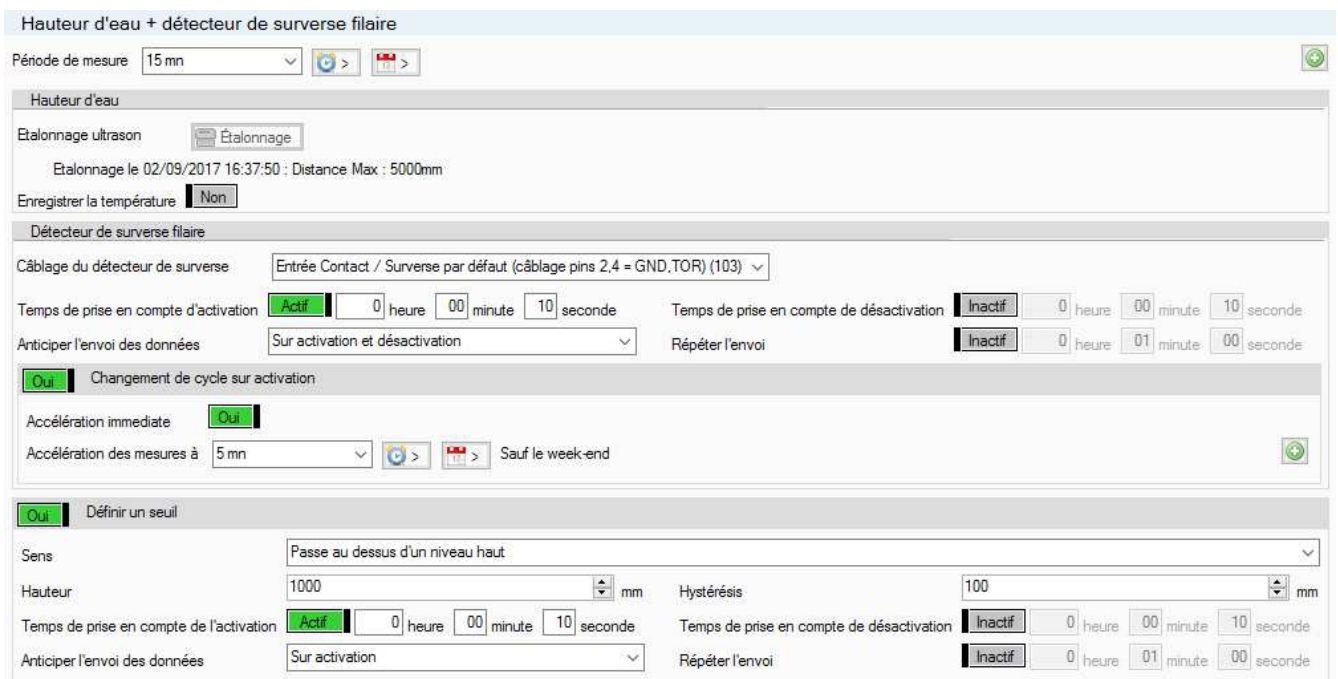 Hauteur d'eau + détecteur de surverse filaire
Période de mesure 15 mn > >
Hauteur d'eau
Etalonnage ultrason Étalonnage
Etalonnage le 02/09/2017 16:37:50 : Distance Max : 5000mm
Enregistrer la température Non
Détecteur de surverse filaire
Câblage du détecteur de surverse Entrée Contact / Surverse par défaut (câblage pins 2,4 = GND,TOR) (103)
Temps de prise en compte d'activation Actif 0 heure 00 minute 10 seconde Temps de prise en compte de désactivation Inactif 0 heure 00 minute 10 seconde
Anticiper l'envoi des données Sur activation et désactivation Répéter l'envoi Inactif 0 heure 01 minute 00 seconde
Oui Changement de cycle sur activation
Accélération immediate Oui
Accélération des mesures à 5 mn > > Sauf le week-end
Oui Définir un seuil
Sens Passe au dessus d'un niveau haut
Hauteur 1000 mm Hystérésis 100 mm
Temps de prise en compte de l'activation Actif 0 heure 00 minute 10 seconde Temps de prise en compte de désactivation Inactif 0 heure 00 minute 10 seconde
Anticiper l'envoi des données Sur activation Répéter l'envoi Inactif 0 heure 01 minute 00 seconde